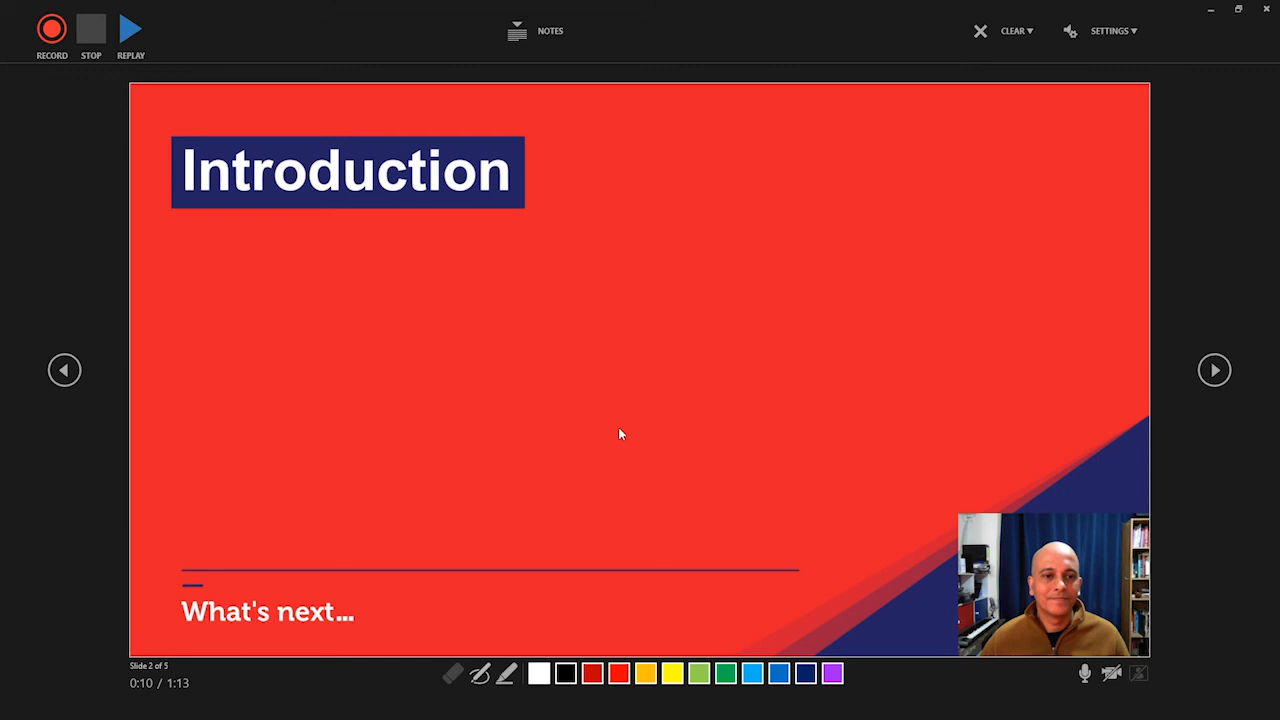 RECORD STOP REPLAY
NOTES
CLEAR SETTINGS
Introduction
What's next...
Slide 2 of 5
0:10 / 1:13